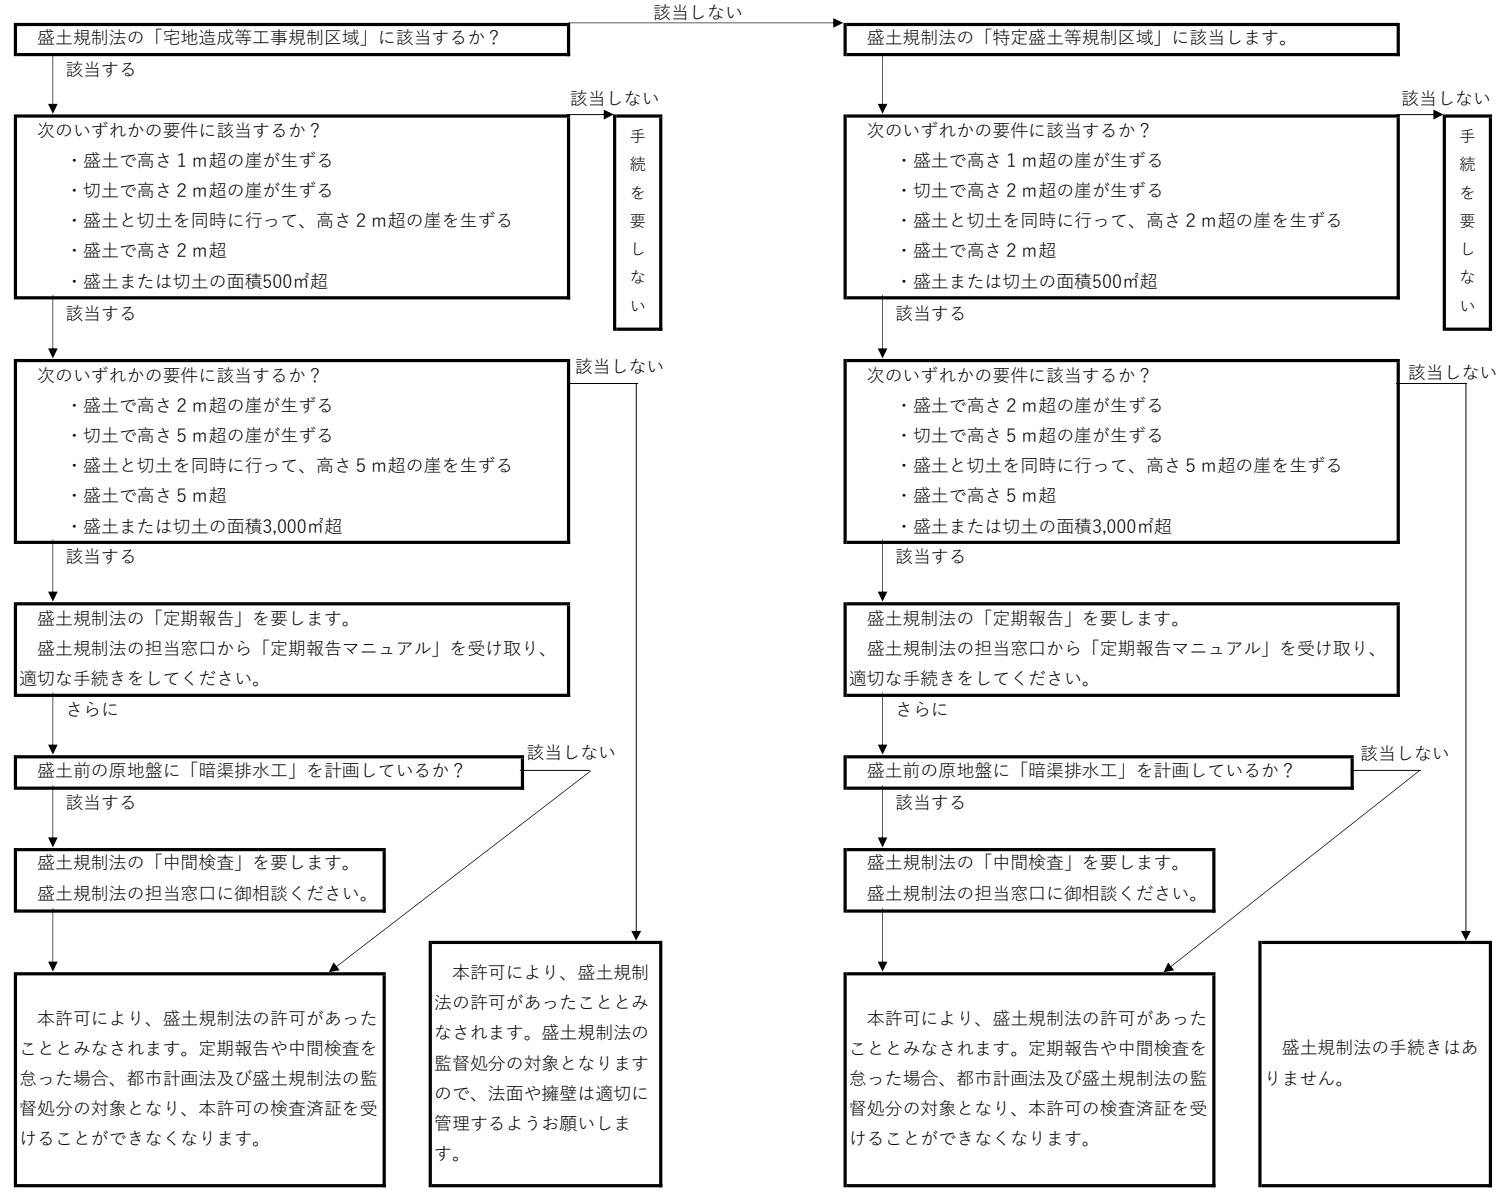 該当しない
盛土規制法の「宅地造成等工事規制区域」に該当するか？
該当する
該当しない
次のいずれかの要件に該当するか？
・盛土で高さ１ｍ超の崖が生ずる
・切土で高さ２ｍ超の崖が生ずる
・盛土と切土を同時に行って、高さ２ｍ超の崖を生ずる
・盛土で高さ２ｍ超
・盛土または切土の面積500㎡超
手続を要しない
該当する
該当しない
次のいずれかの要件に該当するか？
・盛土で高さ２ｍ超の崖が生ずる
・切土で高さ５ｍ超の崖が生ずる
・盛土と切土を同時に行って、高さ５ｍ超の崖を生ずる
・盛土で高さ５ｍ超
・盛土または切土の面積3,000㎡超
該当する
盛土規制法の「定期報告」を要します。
盛土規制法の担当窓口から「定期報告マニュアル」を受け取り、
適切な手続きをしてください。
さらに
該当しない
盛土前の原地盤に「暗渠排水工」を計画しているか？
該当する
盛土規制法の「中間検査」を要します。
盛土規制法の担当窓口に御相談ください。
本許可により、盛土規制法の許可があった
こととみなされます。定期報告や中間検査を
怠った場合、都市計画法及び盛土規制法の監
督処分の対象となり、本許可の検査済証を受
けることができなくなります。
本許可により、盛土規制
法の許可があったこととみ
なされます。盛土規制法の
監督処分の対象となります
ので、法面や擁壁は適切に
管理するようお願いしま
す。
盛土規制法の「特定盛土等規制区域」に該当します。
該当しない
次のいずれかの要件に該当するか？
・盛土で高さ１ｍ超の崖が生ずる
・切土で高さ２ｍ超の崖が生ずる
・盛土と切土を同時に行って、高さ２ｍ超の崖を生ずる
・盛土で高さ２ｍ超
・盛土または切土の面積500㎡超
手続を要しない
該当する
該当しない
次のいずれかの要件に該当するか？
・盛土で高さ２ｍ超の崖が生ずる
・切土で高さ５ｍ超の崖が生ずる
・盛土と切土を同時に行って、高さ５ｍ超の崖を生ずる
・盛土で高さ５ｍ超
・盛土または切土の面積3,000㎡超
該当する
盛土規制法の「定期報告」を要します。
盛土規制法の担当窓口から「定期報告マニュアル」を受け取り、
適切な手続きをしてください。
さらに
該当しない
盛土前の原地盤に「暗渠排水工」を計画しているか？
該当する
盛土規制法の「中間検査」を要します。
盛土規制法の担当窓口に御相談ください。
本許可により、盛土規制法の許可があった
こととみなされます。定期報告や中間検査を
怠った場合、都市計画法及び盛土規制法の監
督処分の対象となり、本許可の検査済証を受
けることができなくなります。
盛土規制法の手続きはあ
りません。